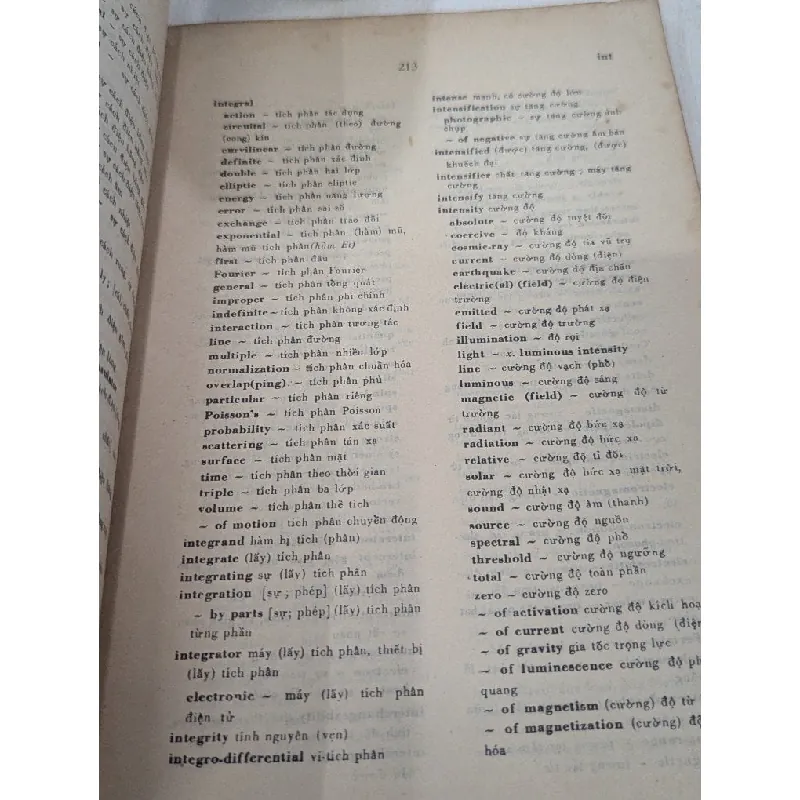 213
int
integral
action ~ tích phân tác dụng
circuital ~ tích phân (theo) đường
(cong) kín
curvilinear ~ tích phân đường
definite ~ tích phân xác định
double ~ tích phân hai lớp
elliptic ~ tích phân eliptic
energy ~ tích phân năng lượng
error ~ tích phân sai số
exchange ~ tích phân trao đổi
exponential ~ tích phân (hàm) mũ,
hàm mũ tích phân (hàm Ei)
first ~ tích phân đầu
Fourier ~ tích phân Fourier
general ~ tích phân tổng quát
improper ~ tích phân phi chính
indefinite ~ tích phân không xác định
interaction ~ tích phân tương tác
line ~ tích phân đường
multiple ~ tích phân nhiều lớp
normalization ~ tích phân chuẩn hóa
overlap(ping) ~ tích phân phủ
particular ~ tích phân riêng
Poisson's ~ tích phân Poisson
probability ~ tích phân xác suất
scattering ~ tích phân tán xạ
surface ~ tích phân mặt
time ~ tích phân theo thời gian
triple ~ tích phân ba lớp
volume ~ tích phân thể tích
~ of motion tích phân chuyển động
integrand hàm bị tích (phân)
integrate (lấy) tích phân
integrating sự (lấy) tích phân
integration [sự; phép] (lấy) tích phân
~ by parts [sự; phép] (lấy) tích phân
từng phần
integrator máy (lấy) tích phân, thiết bị
(lấy) tích phân
electronic ~ máy (lấy) tích phân
điện tử
integrity tính nguyên (vẹn)
integro-differential vi-tích phân
intense mạnh, có cường độ lớn
intensification sự tăng cường
photographic ~ sự tăng cường ảnh
chụp
~ of negative sự tăng cường âm bản
intensified (được) tăng cường, (được)
khuếch đại
intensifier chất tăng cường; máy tăng
cường
intensify tăng cường
intensity cường độ
absolute ~ cường độ tuyệt đối
coercive ~ độ kháng
cosmic-ray ~ cường độ tia vũ trụ
current ~ cường độ dòng (điện)
earthquake ~ cường độ địa chấn
electric(al) (field) ~ cường độ điện
trường
emitted ~ cường độ phát xạ
field ~ cường độ trường
illumination ~ độ rọi
light ~ x. luminous intensity
line ~ cường độ vạch (phổ)
luminous ~ cường độ sáng
magnetic (field) ~ cường độ từ
trường
radiant ~ cường độ bức xạ
radiation ~ cường độ bức xạ
relative ~ cường độ tỉ đối
solar ~ cường độ bức xạ mặt trời,
cường độ nhật xạ
sound ~ cường độ âm (thanh)
source ~ cường độ nguồn
spectral ~ cường độ phổ
threshold ~ cường độ ngưỡng
total ~ cường độ toàn phần
zero ~ cường độ zero
~ of activation cường độ kích hoạ
~ of current cường độ dòng (điện
~ of gravity gia tốc trọng lực
~ of luminescence cường độ ph
quang
~ of magnetism (cường) độ từ
~ of magnetization (cường) độ
hóa